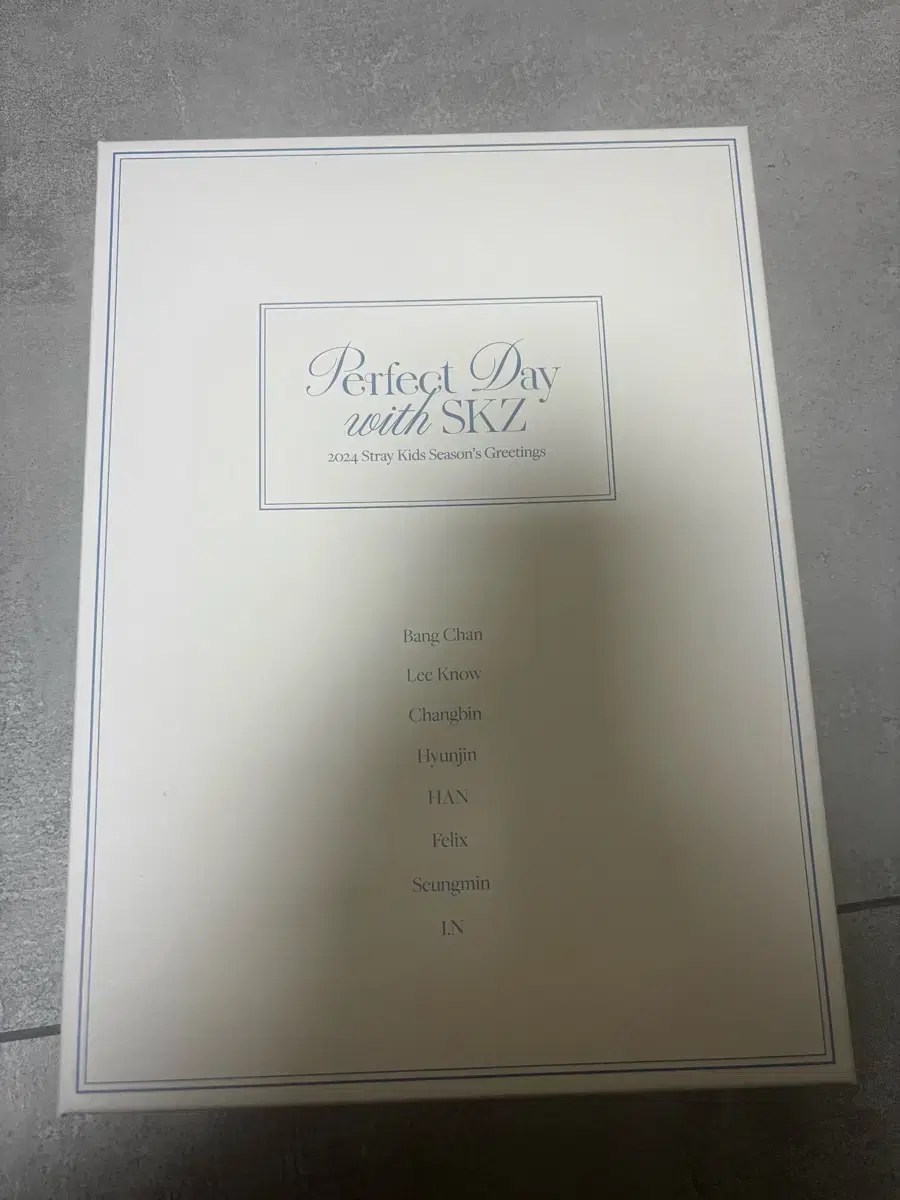 Perfect Day
with SKZ
2024 Stray Kids Season's Greetings
Bang Chan
Lee Know
Changbin
Hyunjin
HAN
Felix
Seungmin
I.N